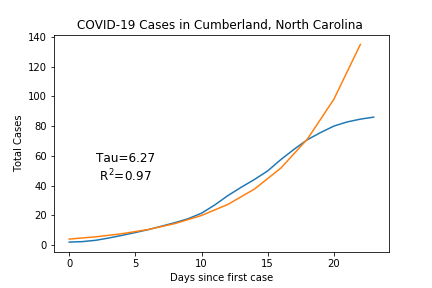 COVID-19 Cases in Cumberland, North Carolina
140
120
100
80
60
40
20
0
Total Cases
Tau=6.27
R²=0.97
0 5 10 15 20
Days since first case